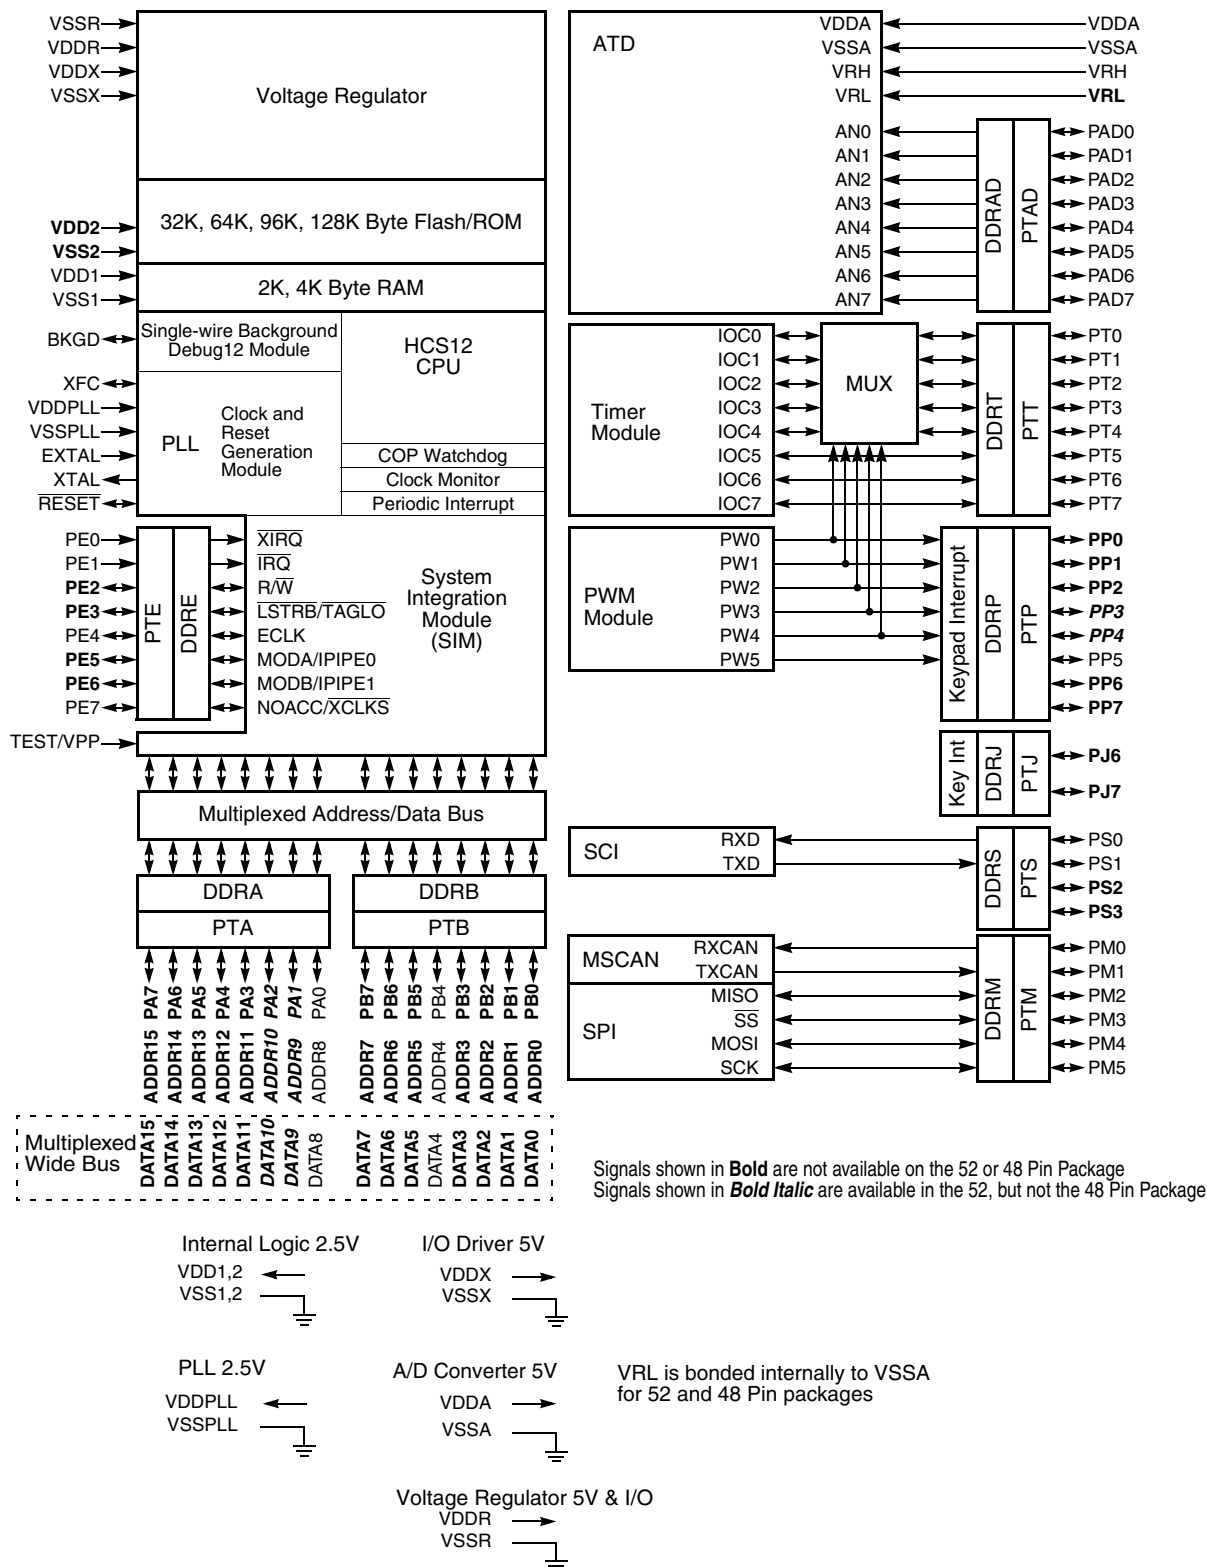 VSSR
VDDR
VDDX
VSSX
Voltage Regulator
32K, 64K, 96K, 128K Byte Flash/ROM
VDD2
VSS2
VDD1
VSS1
2K, 4K Byte RAM
BKGD
Single-wire Background
Debug12 Module
HCS12
CPU
XFC
VDDPLL
VSSPLL
EXTAL
XTAL
RESET
PLL
Clock and
Reset
Generation
Module
COP Watchdog
Clock Monitor
Periodic Interrupt
PE0
PE1
PE2
PE3
PE4
PE5
PE6
PE7
PTE
DDRE
XIRQ
IRQ
R/W
LSTRB/TAGLO
ECLK
MODA/IPIPE0
MODB/IPIPE1
NOACC/XCLKS
System
Integration
Module
(SIM)
TEST/VPP
Multiplexed Address/Data Bus
DDRA
DDRB
PTA
PTB
PA7
PA6
PA5
PA4
PA3
PA2
PA1
PA0
PB7
PB6
PB5
PB4
PB3
PB2
PB1
PB0
ADDR15
ADDR14
ADDR13
ADDR12
ADDR11
ADDR10
ADDR9
ADDR8
ADDR7
ADDR6
ADDR5
ADDR4
ADDR3
ADDR2
ADDR1
ADDR0
Multiplexed
Wide Bus
DATA15
DATA14
DATA13
DATA12
DATA11
DATA10
DATA9
DATA8
DATA7
DATA6
DATA5
DATA4
DATA3
DATA2
DATA1
DATA0
ATD
VDDA
VSSA
VRH
VRL
VDDA
VSSA
VRH
VRL
AN0
AN1
AN2
AN3
AN4
AN5
AN6
AN7
DDRAD
PTAD
PAD0
PAD1
PAD2
PAD3
PAD4
PAD5
PAD6
PAD7
Timer
Module
IOC0
IOC1
IOC2
IOC3
IOC4
IOC5
IOC6
IOC7
MUX
DDRT
PTT
PT0
PT1
PT2
PT3
PT4
PT5
PT6
PT7
PWM
Module
PW0
PW1
PW2
PW3
PW4
PW5
Keypad Interrupt
DDRP
PTP
PP0
PP1
PP2
PP3
PP4
PP5
PP6
PP7
Key Int
DDRJ
PTJ
PJ6
PJ7
SCI
RXD
TXD
DDRS
PTS
PS0
PS1
PS2
PS3
MSCAN
RXCAN
TXCAN
SPI
MISO
SS
MOSI
SCK
DDRM
PTM
PM0
PM1
PM2
PM3
PM4
PM5
Signals shown in Bold are not available on the 52 or 48 Pin Package
Signals shown in Bold Italic are available in the 52, but not the 48 Pin Package
Internal Logic 2.5V
VDD1,2
VSS1,2
I/O Driver 5V
VDDX
VSSX
PLL 2.5V
VDDPLL
VSSPLL
A/D Converter 5V
VDDA
VSSA
VRL is bonded internally to VSSA
for 52 and 48 Pin packages
Voltage Regulator 5V & I/O
VDDR
VSSR